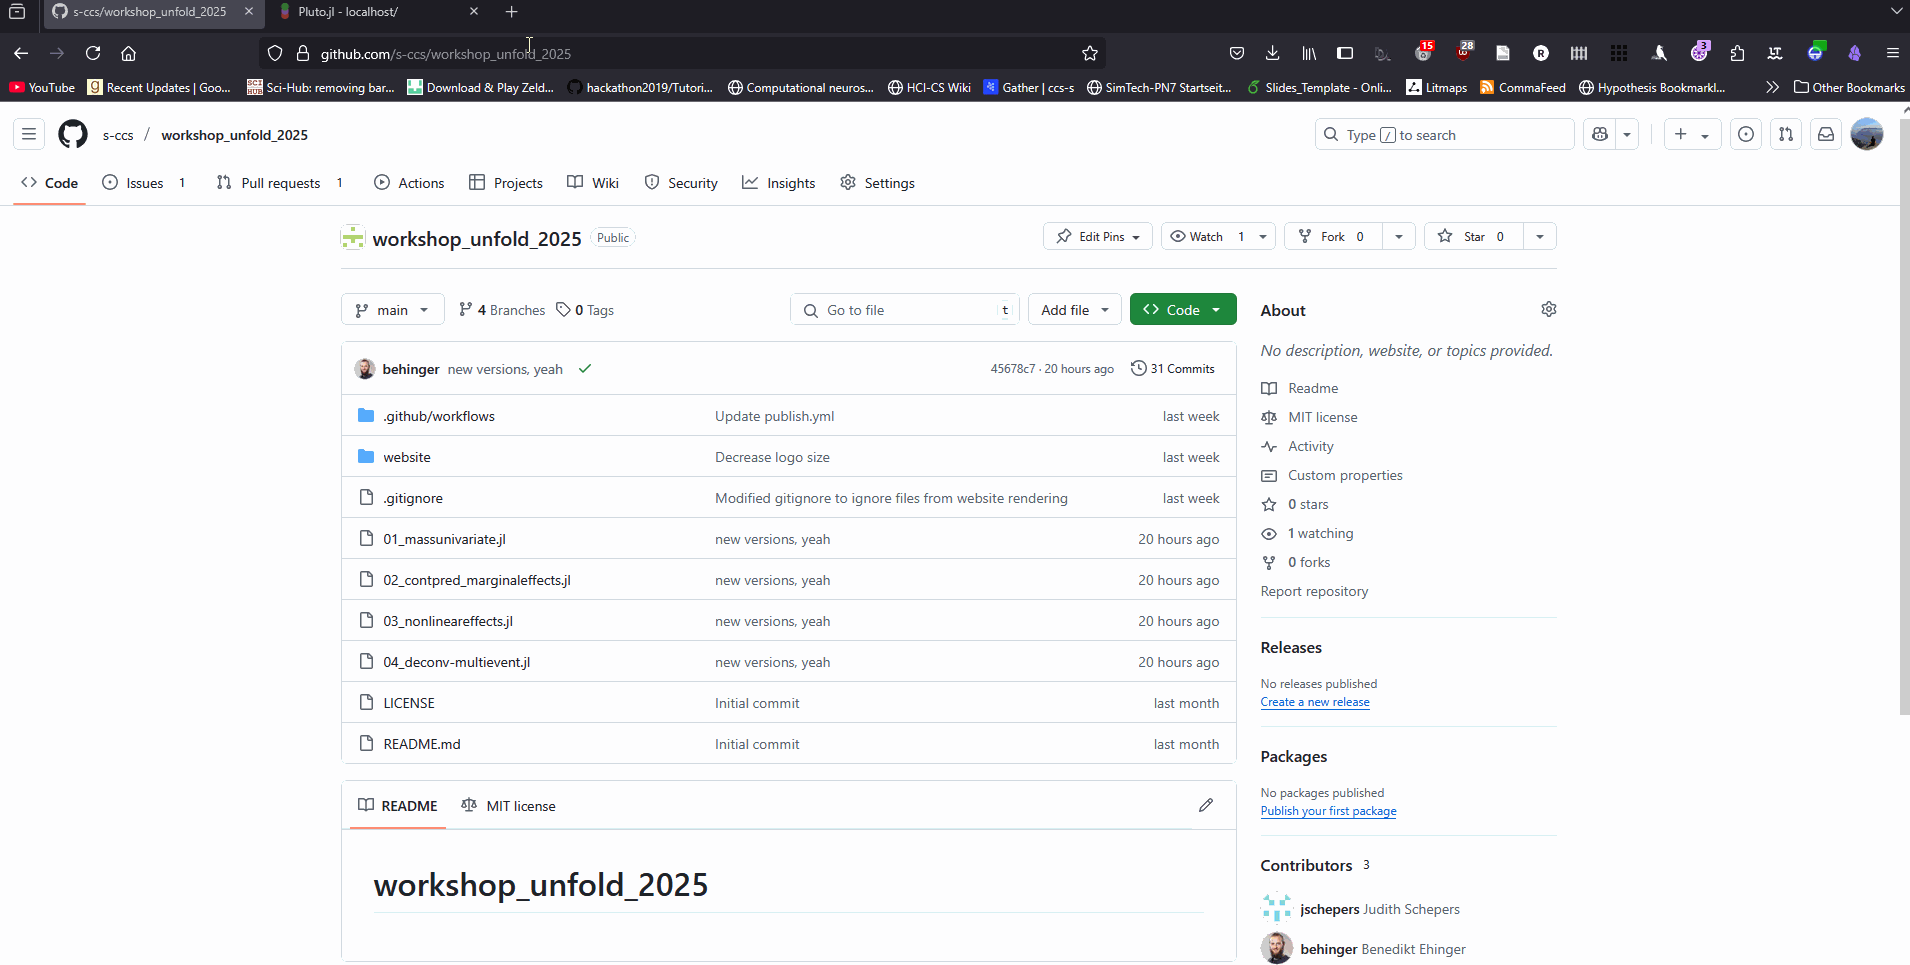 s-ccs/workshop_unfold_2025
Pluto.jl - localhost/
github.com/s-ccs/workshop_unfold_2025
15
28
3
YouTube
Recent Updates | Goo...
Sci-Hub: removing bar...
Download & Play Zeld...
hackathon2019/Tutori...
Computational neuros...
HCI-CS Wiki
Gather | ccs-s
SimTech-PN7 Startseit...
Slides_Template - Onli...
Litmaps
CommaFeed
Hypothesis Bookmarkl...
Other Bookmarks
s-ccs / workshop_unfold_2025
Type / to search
Code
Issues 1
Pull requests 1
Actions
Projects
Wiki
Security
Insights
Settings
workshop_unfold_2025 Public
Edit Pins
Watch 1
Fork 0
Star 0
main
4 Branches
0 Tags
Go to file t
Add file
Code
behinger new versions, yeah 45678c7 · 20 hours ago 31 Commits
.github/workflows Update publish.yml last week
website Decrease logo size last week
.gitignore Modified gitignore to ignore files from website rendering last week
01_massunivariate.jl new versions, yeah 20 hours ago
02_contpred_marginaleffects.jl new versions, yeah 20 hours ago
03_nonlineareffects.jl new versions, yeah 20 hours ago
04_deconv-multievent.jl new versions, yeah 20 hours ago
LICENSE Initial commit last month
README.md Initial commit last month
README
MIT license
workshop_unfold_2025
About
No description, website, or topics provided.
Readme
MIT license
Activity
Custom properties
0 stars
1 watching
0 forks
Report repository
Releases
No releases published
Create a new release
Packages
No packages published
Publish your first package
Contributors 3
jschepers Judith Schepers
behinger Benedikt Ehinger